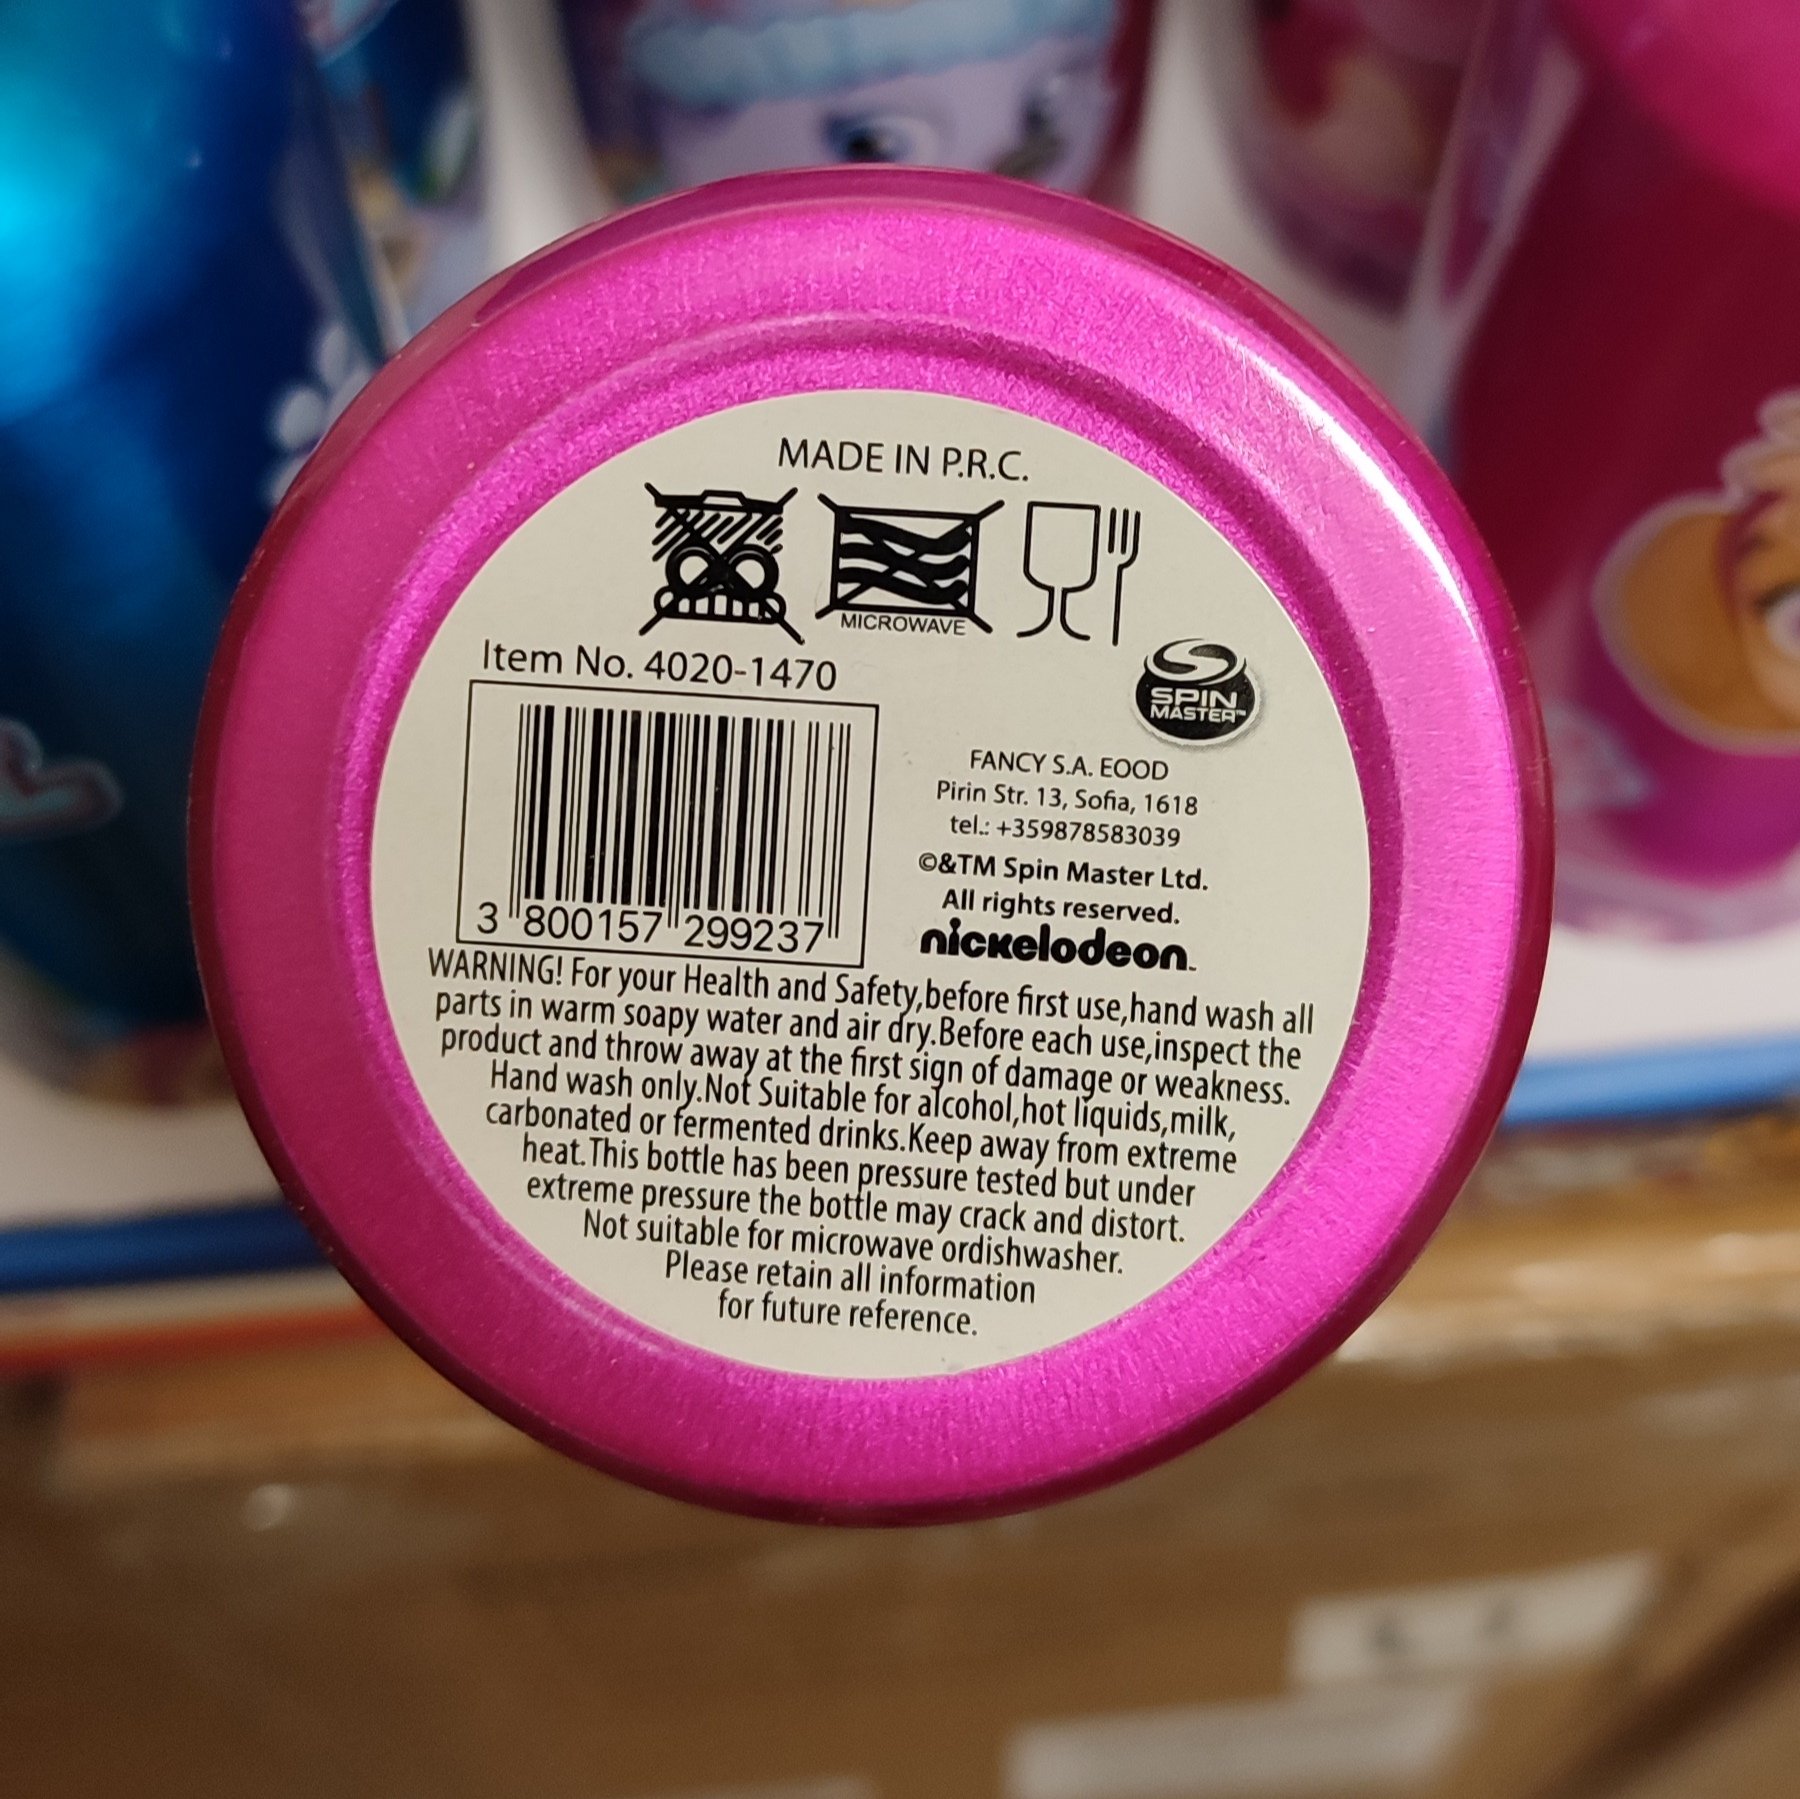 MADE IN P.R.C.
MICROWAVE
Item No. 4020-1470
SPIN
MASTER™
FANCY S.A. EOOD
Pirin Str. 13, Sofia, 1618
tel.: +359878583039
©&TM Spin Master Ltd.
All rights reserved.
nickelodeon™
3 800157 299237
WARNING! For your Health and Safety,before first use,hand wash all
parts in warm soapy water and air dry.Before each use,inspect the
product and throw away at the first sign of damage or weakness.
Hand wash only.Not Suitable for alcohol,hot liquids,milk,
carbonated or fermented drinks.Keep away from extreme
heat.This bottle has been pressure tested but under
extreme pressure the bottle may crack and distort.
Not suitable for microwave ordishwasher.
Please retain all information
for future reference.